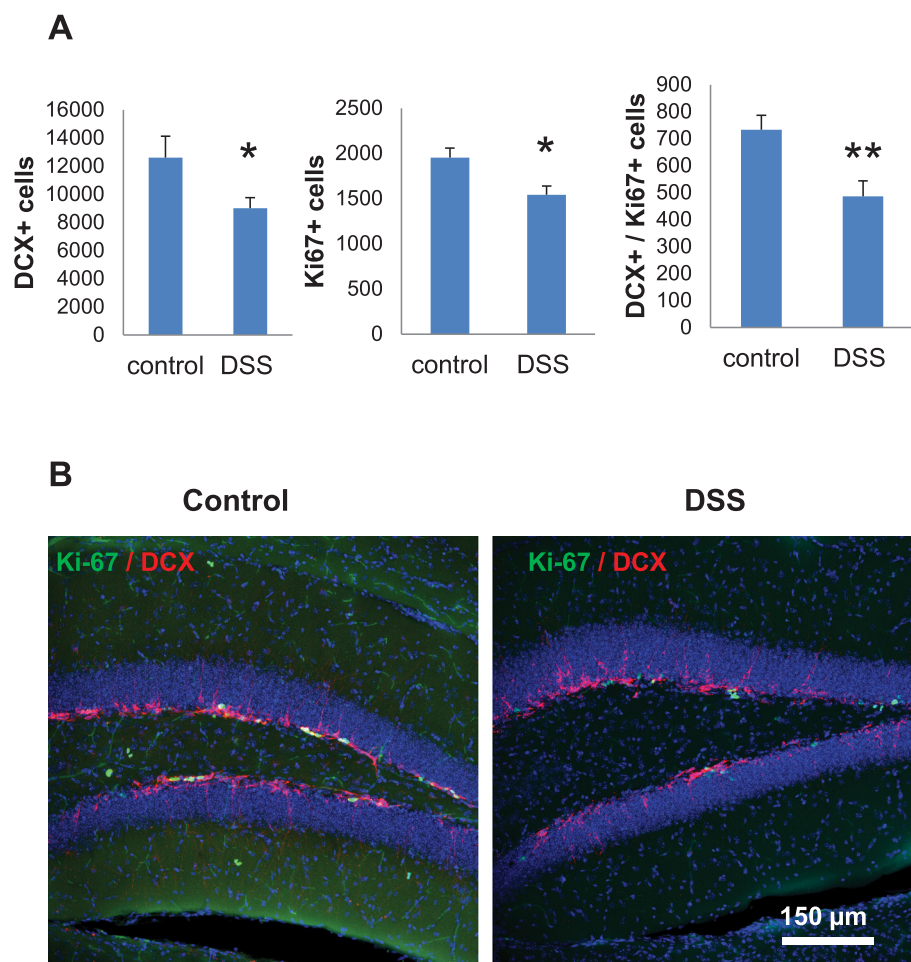 A
DCX+ cells
16000
14000
12000
10000
8000
6000
4000
2000
0
*
control DSS
Ki67+ cells
2500
2000
1500
1000
500
0
*
control DSS
DCX+ / Ki67+ cells
900
800
700
600
500
400
300
200
100
0
**
control DSS
B
Control
DSS
Ki-67 / DCX
Ki-67 / DCX
150 µm